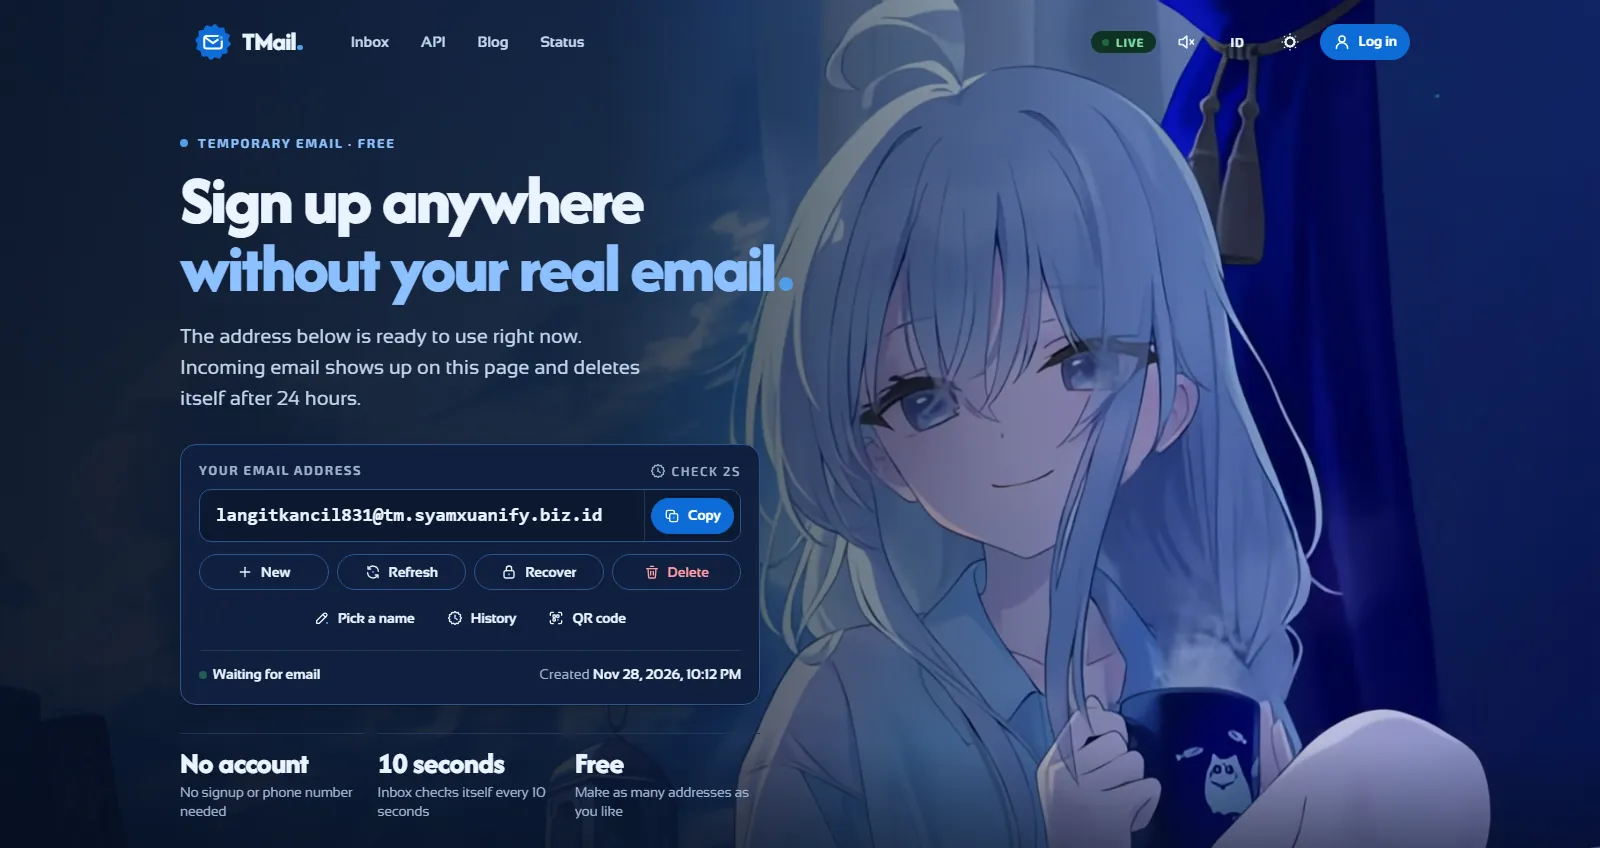 TMail.
Inbox
API
Blog
Status
LIVE
ID
Log in
TEMPORARY EMAIL · FREE
Sign up anywhere
without your real email.
The address below is ready to use right now.
Incoming email shows up on this page and deletes
itself after 24 hours.
YOUR EMAIL ADDRESS
CHECK 2S
langitkancil831@tm.syamxuanify.biz.id
Copy
New
Refresh
Recover
Delete
Pick a name
History
QR code
Waiting for email
Created Nov 28, 2026, 10:12 PM
No account
No signup or phone number
needed
10 seconds
Inbox checks itself every 10
seconds
Free
Make as many addresses as
you like